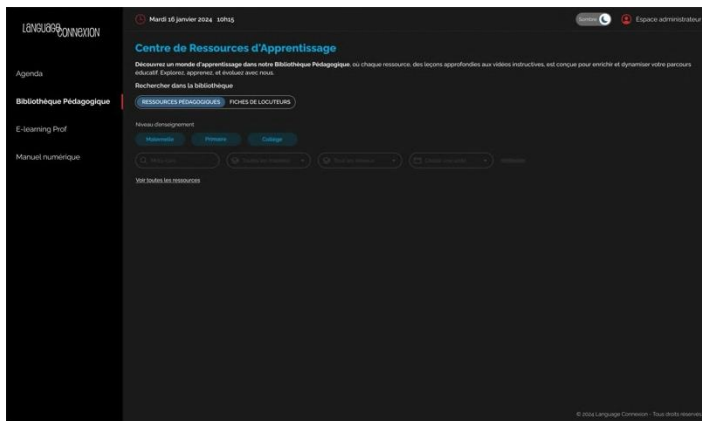 LANGUAGE CONNEXION
Mardi 16 janvier 2024 10h15
Sombre
Espace administrateur
Agenda
Bibliothèque Pédagogique
E-learning Prof
Manuel numérique
Centre de Ressources d'Apprentissage
Découvrez un monde d'apprentissage dans notre Bibliothèque Pédagogique, où chaque ressource, des leçons approfondies aux vidéos instructives, est conçue pour enrichir et dynamiser votre parcours
éducatif. Explorez, apprenez, et évoluez avec nous.
Rechercher dans la bibliothèque
RESSOURCES PÉDAGOGIQUES FICHES DE LOCUTEURS
Niveau d'enseignement
Maternelle Primaire Collège
Voir toutes les ressources
© 2024 Language Connexion - Tous droits réservés